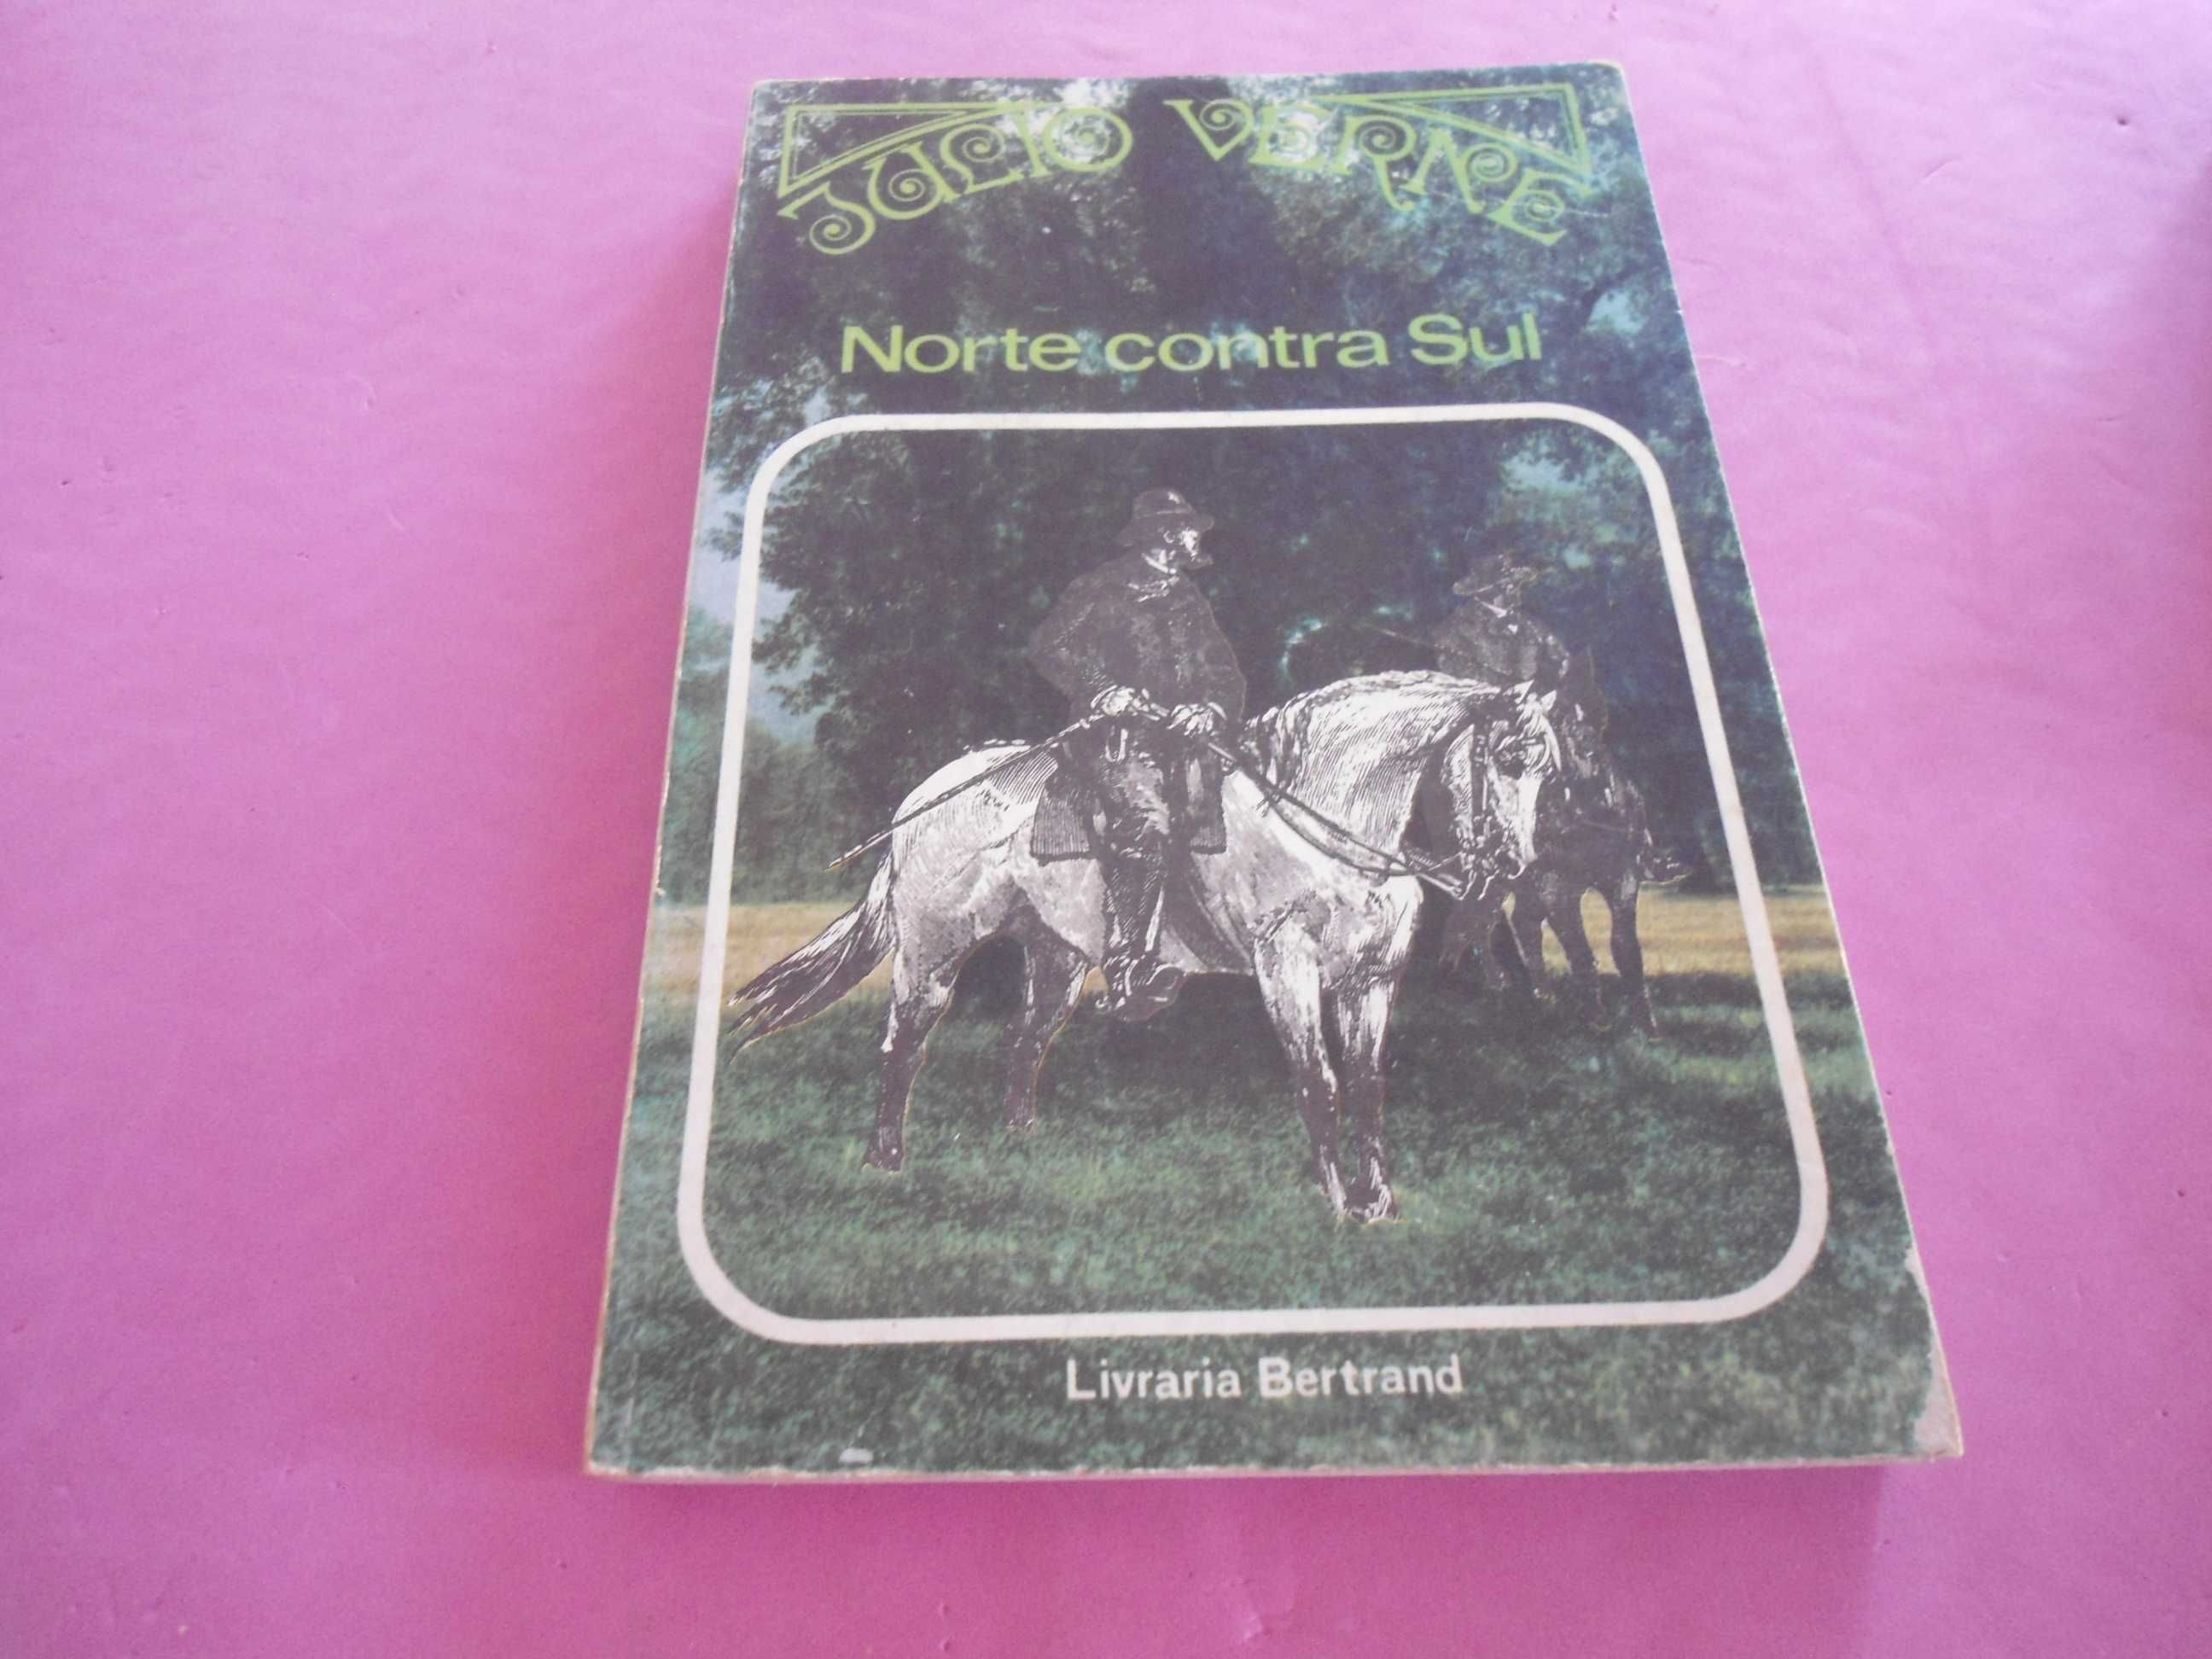 JULIO VERNE
Norte contra Sul
Livraria Bertrand